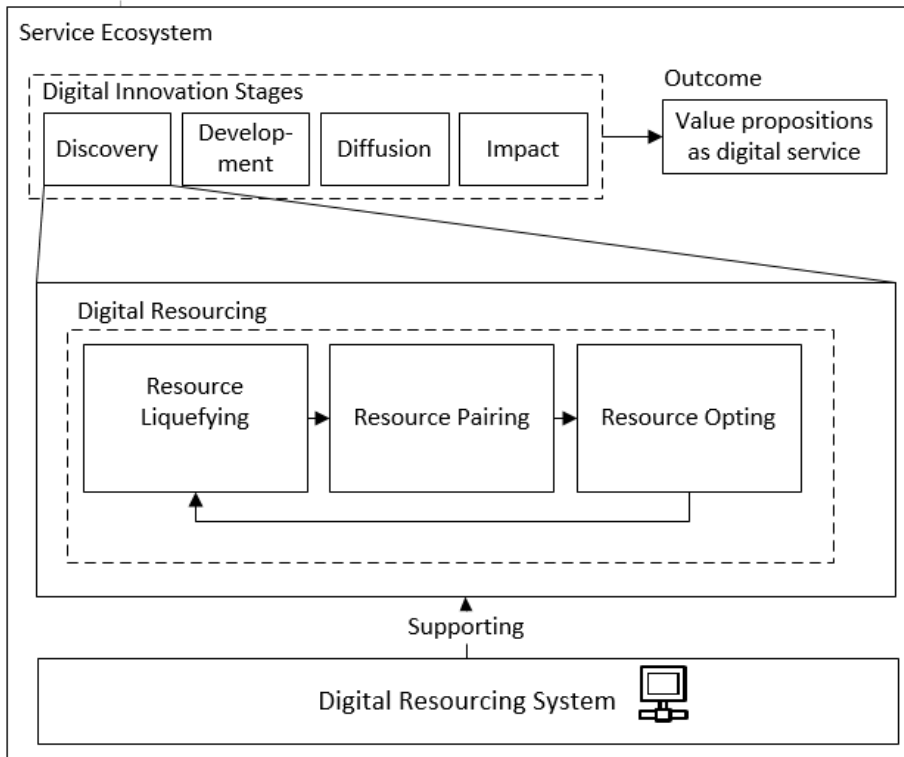 Service Ecosystem
Digital Innovation Stages
Discovery
Develop-
ment
Diffusion
Impact
Outcome
Value propositions
as digital service
Digital Resourcing
Resource
Liquefying
Resource Pairing
Resource Opting
Supporting
Digital Resourcing System